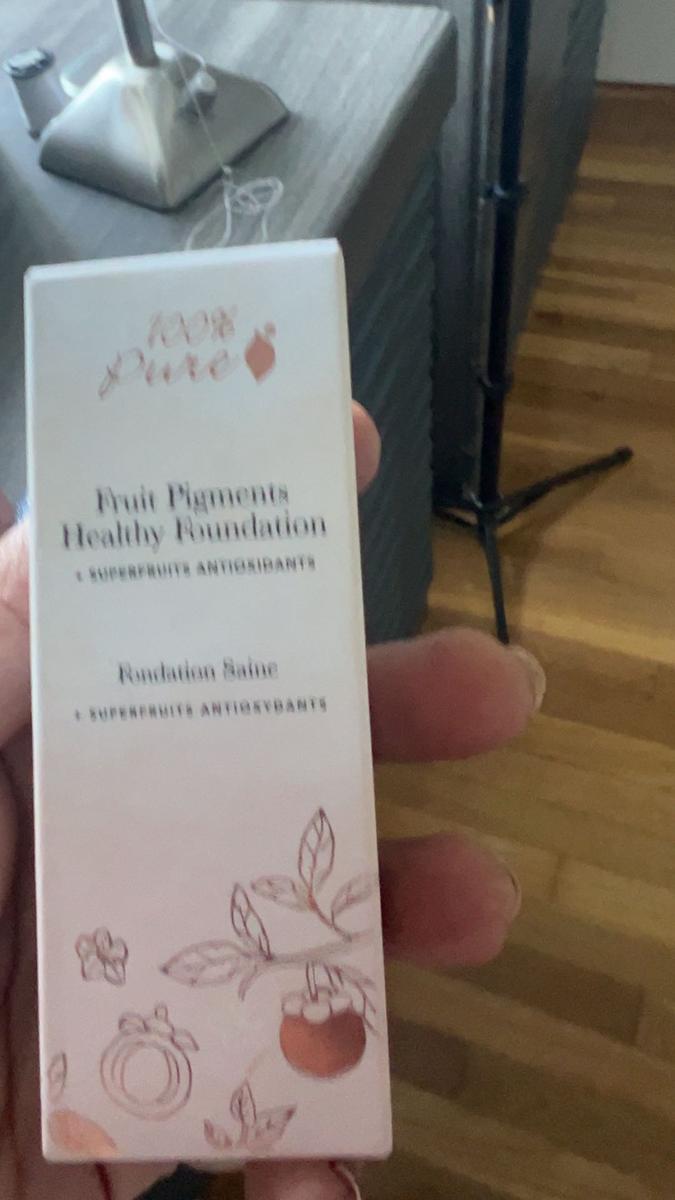 100%
Pure
Fruit Pigments
Healthy Foundation
+ SUPERFRUITS ANTIOXIDANTS
Fondation Saine
+ SUPERFRUITS ANTIOXYDANTS